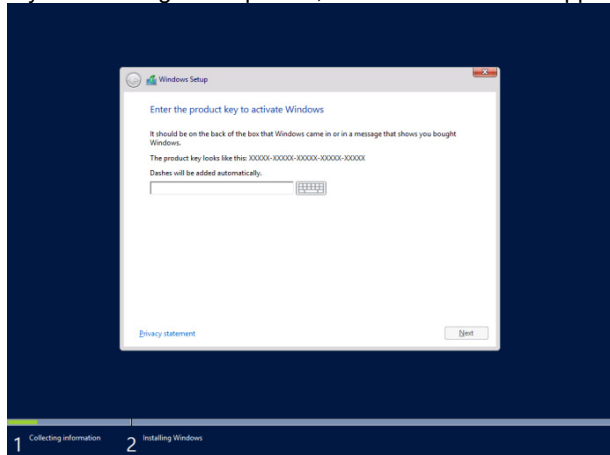 Windows Setup
Enter the product key to activate Windows
It should be on the back of the box that Windows came in or in a message that shows you bought
Windows.
The product key looks like this: XXXXX-XXXXX-XXXXX-XXXXX-XXXXX
Dashes will be added automatically.
Privacy statement
Next
1 Collecting information
2 Installing Windows